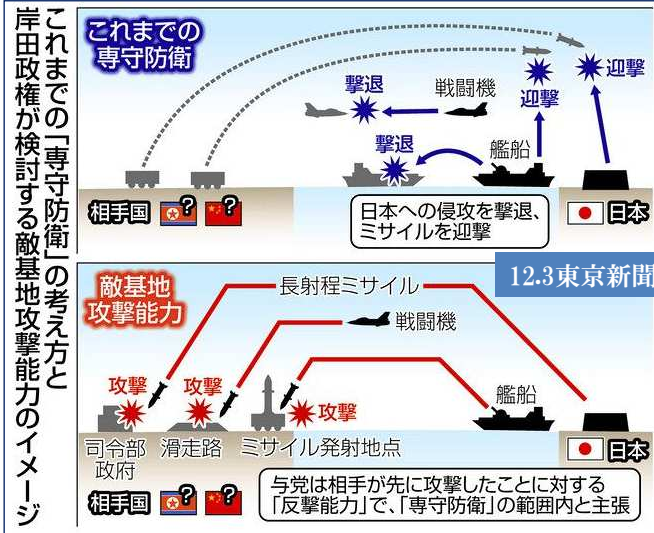 これまでの「専守防衛」の考え方と
岸田政権が検討する敵基地攻撃能力のイメージ
これまでの
専守防衛
撃退
戦闘機
迎撃
迎撃
撃退
艦船
相手国
?
?
日本への侵攻を撃退、
ミサイルを迎撃
日本
12.3東京新聞
敵基地
攻撃能力
長射程ミサイル
戦闘機
攻撃
攻撃
攻撃
艦船
司令部
政府
滑走路
ミサイル発射地点
日本
相手国
?
?
与党は相手が先に攻撃したことに対する
「反撃能力」で、「専守防衛」の範囲内と主張